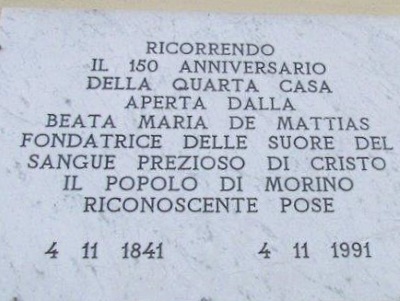 RICORRENDO
IL 150 ANNIVERSARIO
DELLA QUARTA CASA
APERTA DALLA
BEATA MARIA DE MATTIAS
FONDATRICE DELLE SUORE DEL
SANGUE PREZIOSO DI CRISTO
IL POPOLO DI MORINO
RICONOSCENTE POSE
4 11 1841 4 11 1991